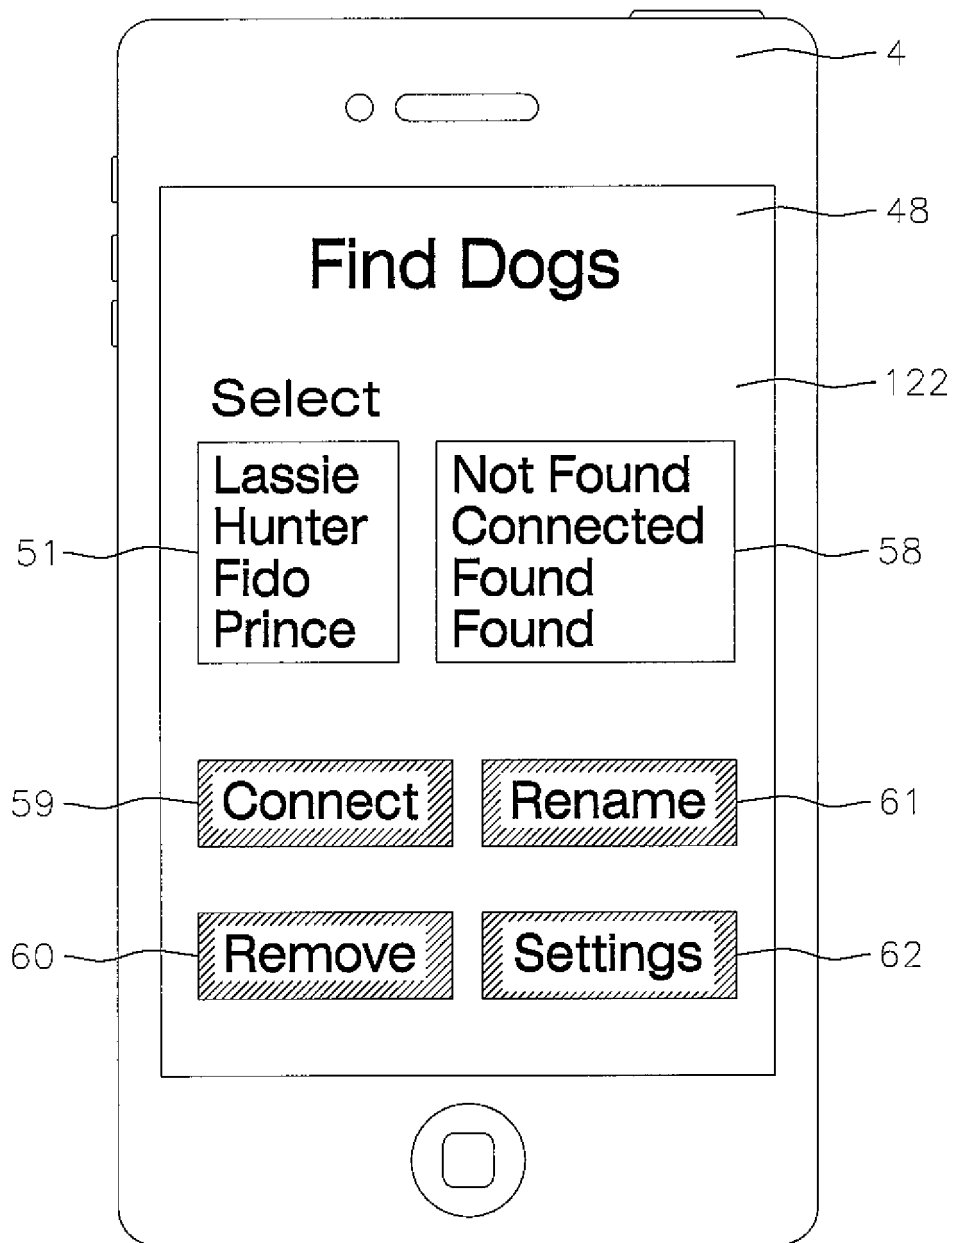 4
48
Find Dogs
122
Select
Lassie Not Found
Hunter Connected
51
58
Fido Found
Prince Found
59 Connect Rename 61
60 Remove Settings 62